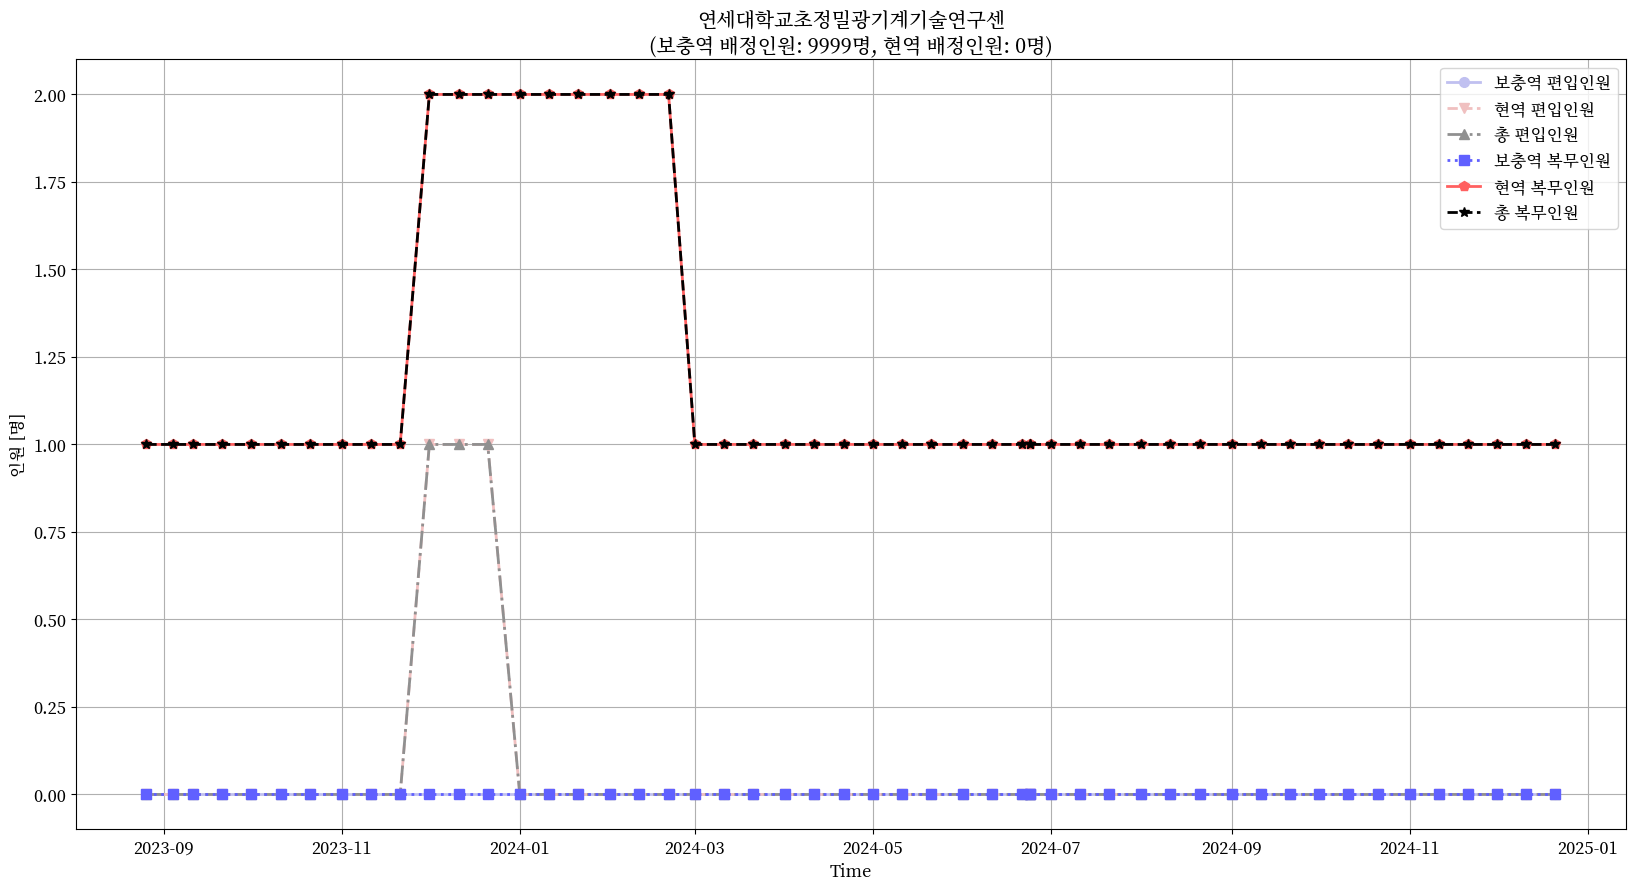 연세대학교초정밀광기계기술연구센
(보충역 배정인원: 9999명, 현역 배정인원: 0명)
보충역 편입인원
현역 편입인원
총 편입인원
보충역 복무인원
현역 복무인원
총 복무인원
2.00
1.75
1.50
1.25
1.00
0.75
0.50
0.25
0.00
인원 [명]
2023-09
2023-11
2024-01
2024-03
2024-05
2024-07
2024-09
2024-11
2025-01
Time